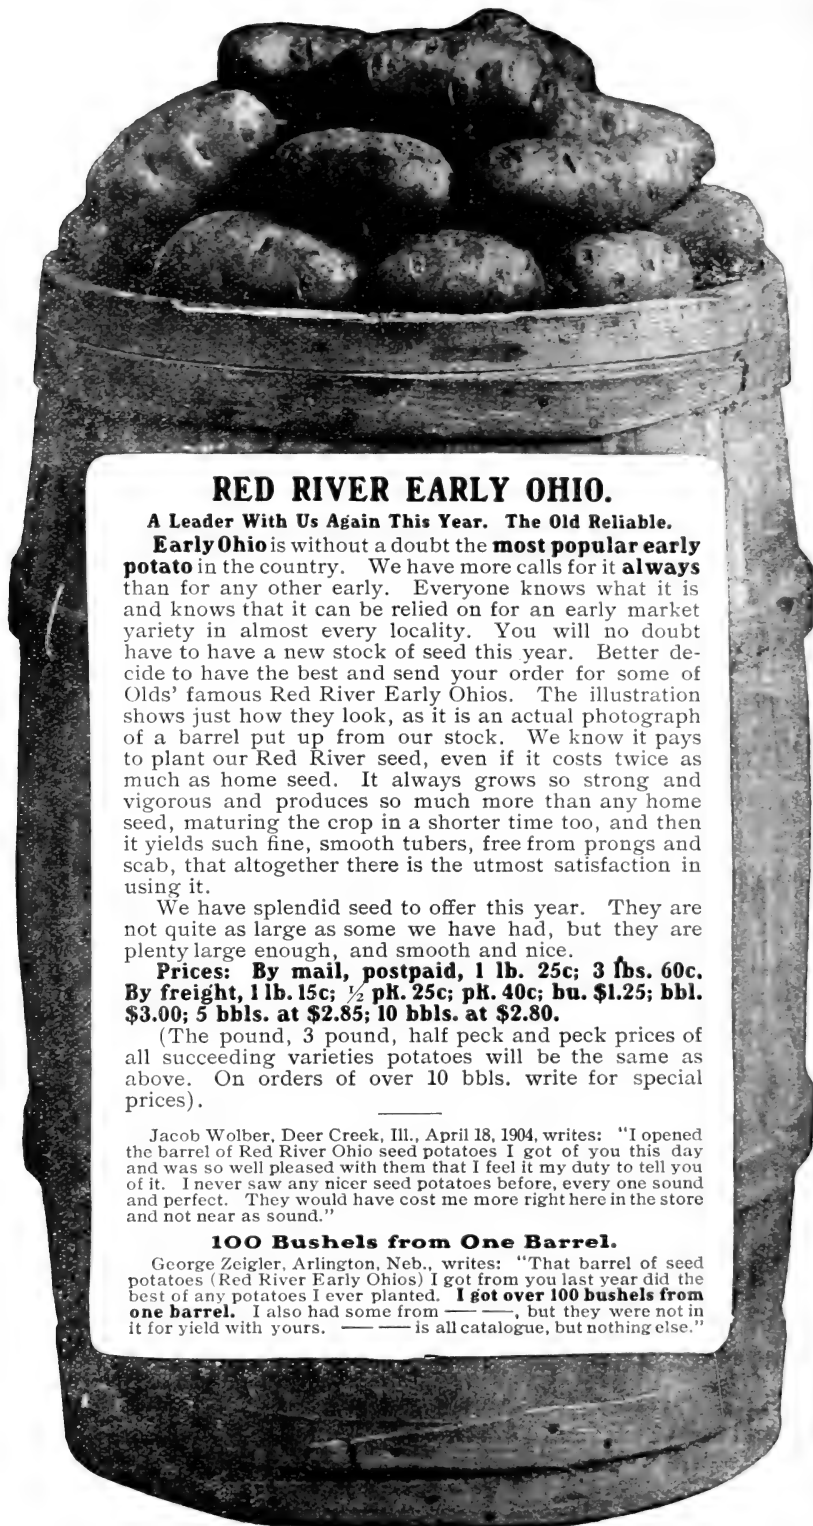 RED RIVER EARLY OHIO.
A Leader With Us Again This Year. The Old Reliable.
Early Ohio is without a doubt the most popular early
potato in the country. We have more calls for it always
than for any other early. Everyone knows what it is
and knows that it can be relied on for an early market
variety in almost every locality. You will no doubt
have to have a new stock of seed this year. Better de-
cide to have the best and send your order for some of
Olds' famous Red River Early Ohios. The illustration
shows just how they look, as it is an actual photograph
of a barrel put up from our stock. We know it pays
to plant our Red River seed, even if it costs twice as
much as home seed. It always grows so strong and
vigorous and produces so much more than any home
seed, maturing the crop in a shorter time too, and then
it yields such fine, smooth tubers, free from prongs and
scab, that altogether there is the utmost satisfaction in
using it.
We have splendid seed to offer this year. They are
not quite as large as some we have had, but they are
plenty large enough, and smooth and nice.
Prices: By mail, postpaid, 1 lb. 25c; 3 lbs. 60c.
By freight, 1 lb. 15c; ½ pk. 25c; pk. 40c; bu. $1.25; bbl.
$3.00; 5 bbls. at $2.85; 10 bbls. at $2.80.
(The pound, 3 pound, half peck and peck prices of
all succeeding varieties potatoes will be the same as
above. On orders of over 10 bbls. write for special
prices).
Jacob Wolber, Deer Creek, Ill., April 18, 1904, writes: "I opened
the barrel of Red River Ohio seed potatoes I got of you this day
and was so well pleased with them that I feel it my duty to tell you
of it. I never saw any nicer seed potatoes before, every one sound
and perfect. They would have cost me more right here in the store
and not near as sound."
100 Bushels from One Barrel.
George Zeigler, Arlington, Neb., writes: "That barrel of seed
potatoes (Red River Early Ohios) I got from you last year did the
best of any potatoes I ever planted. I got over 100 bushels from
one barrel. I also had some from — —, but they were not in
it for yield with yours. — — is all catalogue, but nothing else."